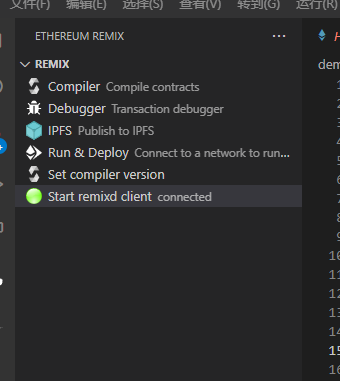 文件(F) 编辑(E) 选择(S) 查看(V) 转到(G) 运行(R)
ETHEREUM REMIX ...
REMIX
Compiler Compile contracts
Debugger Transaction debugger
IPFS Publish to IPFS
Run & Deploy Connect to a network to run...
Set compiler version
Start remixd client connected
H
dem
1
2
3
4
5
6
7
8
9
10
11
12
13
14
15
16